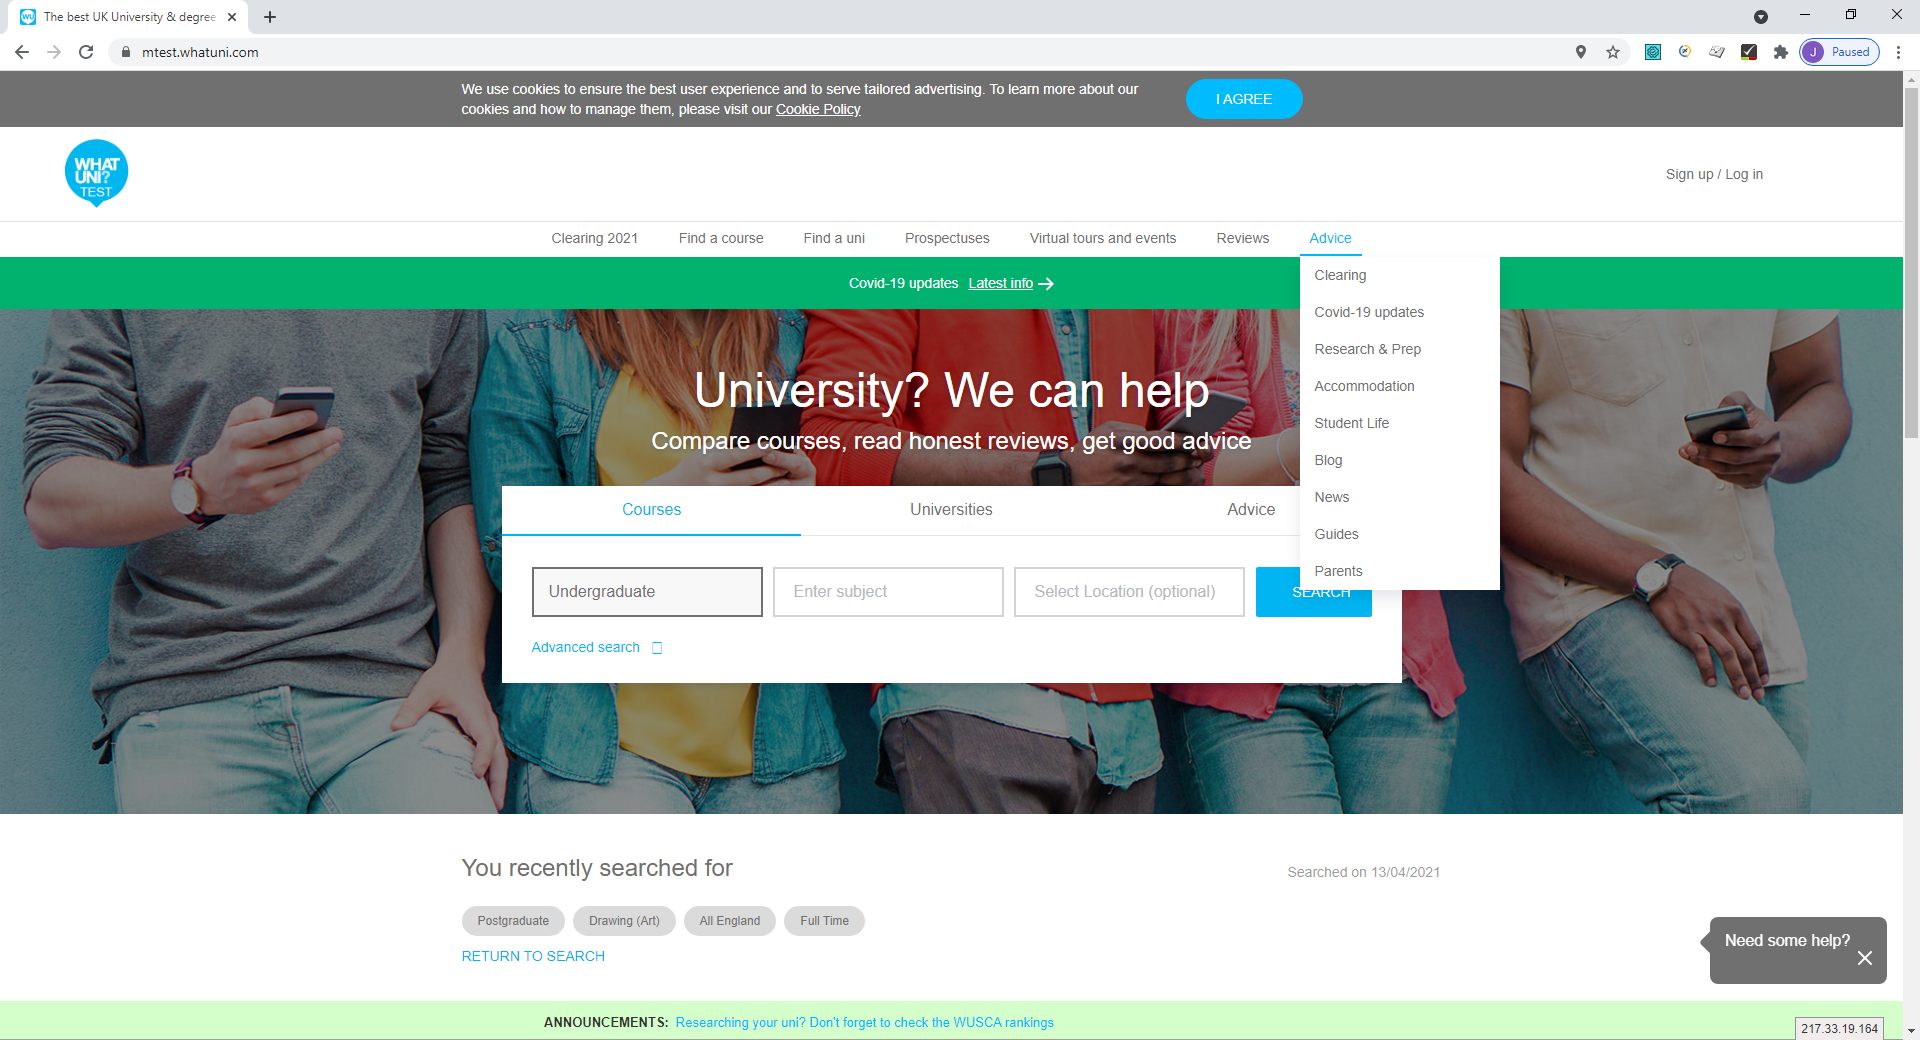 The best UK University & degree
mtest.whatuni.com
J Paused
We use cookies to ensure the best user experience and to serve tailored advertising. To learn more about our
cookies and how to manage them, please visit our Cookie Policy
I AGREE
WHAT
UNI?
TEST
Sign up / Log in
Clearing 2021
Find a course
Find a uni
Prospectuses
Virtual tours and events
Reviews
Advice
Covid-19 updates Latest info
Clearing
Covid-19 updates
Research & Prep
Accommodation
Student Life
Blog
News
Guides
Parents
University? We can help
Compare courses, read honest reviews, get good advice
Courses
Universities
Advice
Undergraduate
Enter subject
Select Location (optional)
SEARCH
Advanced search
You recently searched for
Searched on 13/04/2021
Postgraduate
Drawing (Art)
All England
Full Time
RETURN TO SEARCH
Need some help?
ANNOUNCEMENTS: Researching your uni? Don't forget to check the WUSCA rankings
217.33.19.164